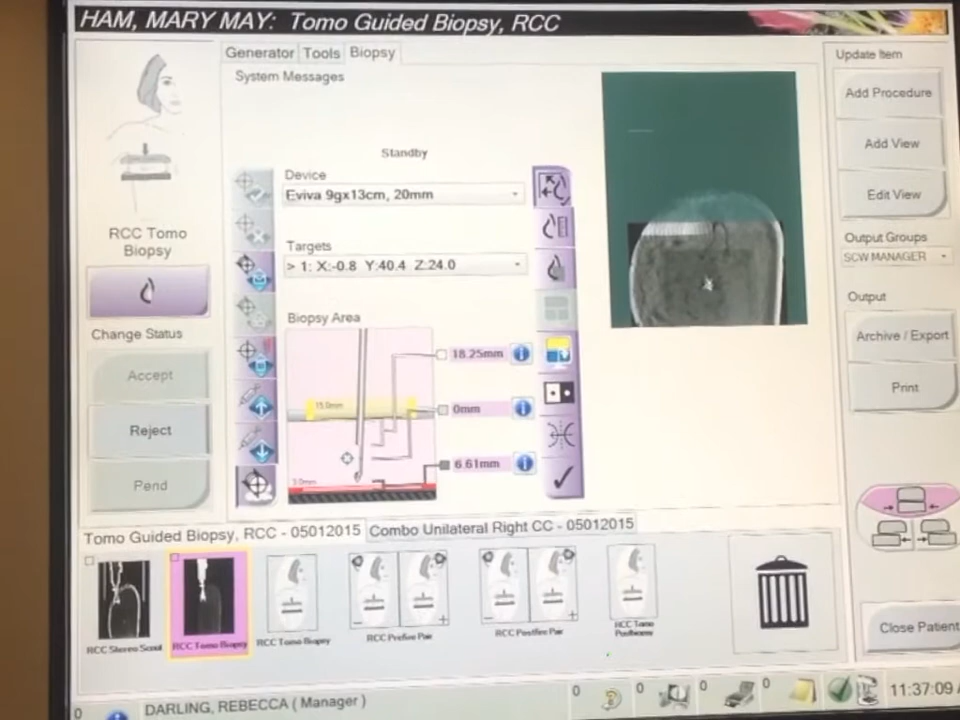 HAM, MARY MAY: Tomo Guided Biopsy, RCC
Generator Tools Biopsy
System Messages
Standby
Device
Eviva 9gx13cm, 20mm
Targets
> 1: X:-0.8 Y:40.4 Z:24.0
Biopsy Area
15.0mm
18.25mm
0mm
6.61mm
RCC Tomo
Biopsy
Change Status
Accept
Reject
Pend
Update Item
Add Procedure
Add View
Edit View
Output Groups
SCW MANAGER
Output
Archive / Export
Print
Close Patient
Tomo Guided Biopsy, RCC - 05012015
Combo Unilateral Right CC - 05012015
RCC Stereo Scout
RCC Tomo Biopsy
RCC Tomo Biopsy
RCC Prefire Pair
RCC Postfire Pair
RCC Tomo
0
DARLING, REBECCA ( Manager )
0
0
0
0
11:37:09